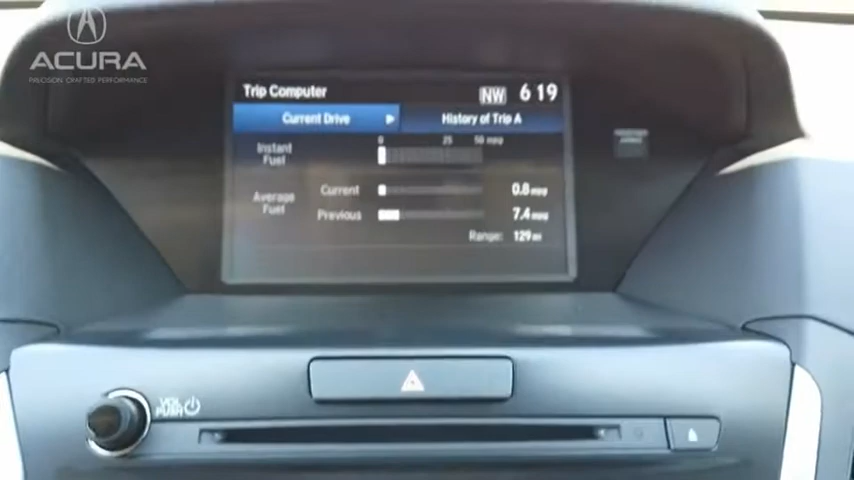 ACURA
PRECISION CRAFTED PERFORMANCE
Trip Computer NW 6 19
Current Drive History of Trip A
0 25 50 mpg
Instant
Fuel
Average
Fuel
Current 0.8 mpg
Previous 7.4 mpg
Range: 129 mi
VOL
PUSH